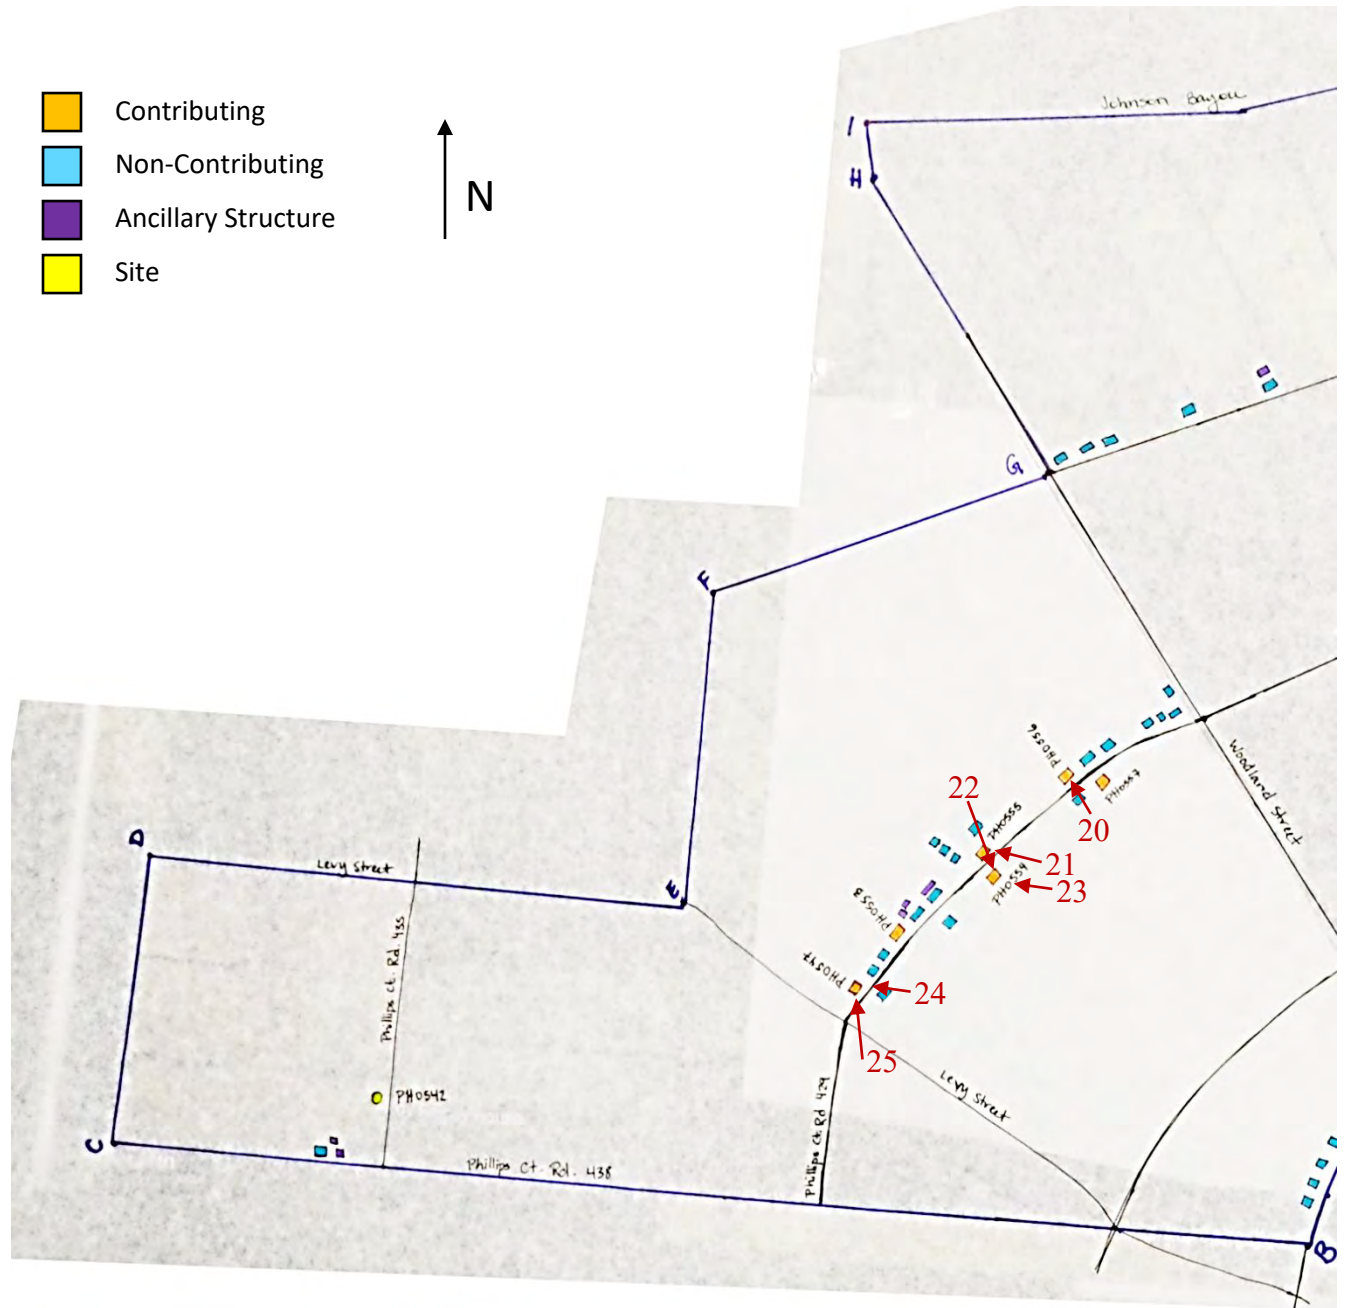 Contributing
Non-Contributing
Ancillary Structure
Site
N
Johnson Bayou
I
H
G
F
E
D
C
B
Woodland Street
PH0556
PH0557
20
22
PH0555
21
PH0554
23
PH0553
PH0547
24
25
Levy Street
Levy Street
Phillips Ct. Rd. 435
PH0542
Phillips Ct. Rd. 438
Phillips Ct. Rd 429